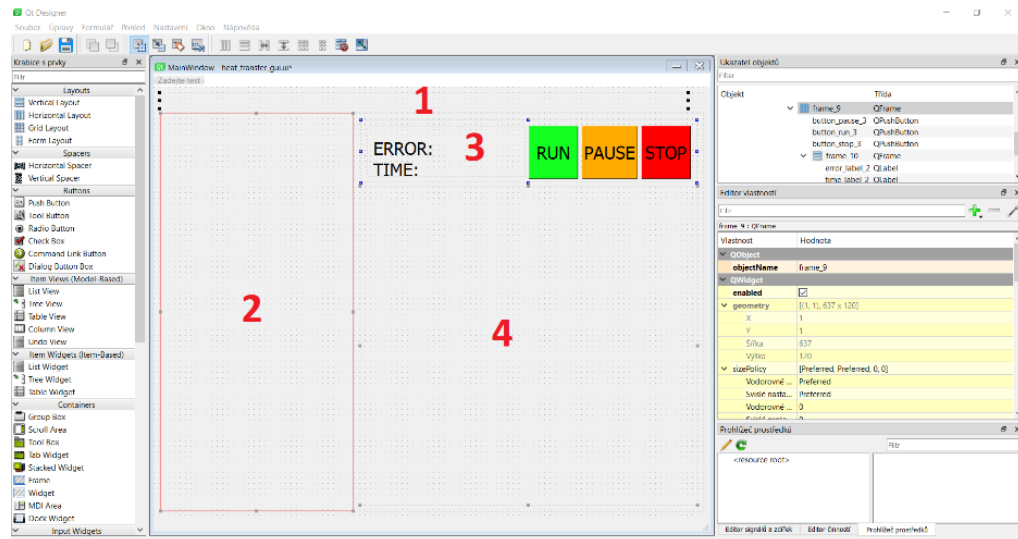 Qt Designer
Soubor Úpravy Formulář Pohled Nastavení Okno Nápověda
Krabice s prvky
Filtr
Layouts
Vertical Layout
Horizontal Layout
Grid Layout
Form Layout
Spacers
Horizontal Spacer
Vertical Spacer
Buttons
Push Button
Tool Button
Radio Button
Check Box
Command Link Button
Dialog Button Box
Item Views (Model-Based)
List View
Tree View
Table View
Column View
Undo View
Item Widgets (Item-Based)
List Widget
Tree Widget
Table Widget
Containers
Group Box
Scroll Area
Tool Box
Tab Widget
Stacked Widget
Frame
Widget
MDI Area
Dock Widget
Input Widgets
MainWindow heat_transfer_gui.ui*
Zadejte text
1
2
ERROR:
TIME:
3
RUN PAUSE STOP
4
Ukazatel objektů
Filter
Objekt Třída
frame_9 QFrame
button_pause_3 QPushButton
button_run_3 QPushButton
button_stop_3 QPushButton
frame_10 QFrame
error_label_2 QLabel
time_label_2 QLabel
Editor vlastností
Filtr
frame_9 : QFrame
Vlastnost Hodnota
QObject
objectName frame_9
QWidget
enabled
geometry [(1, 1), 637 x 120]
X 1
Y 1
Šířka 637
Výška 120
sizePolicy [Preferred, Preferred, 0, 0]
Vodorovné ... Preferred
Svislé nasta... Preferred
Vodorovné ... 0
Prohlížeč prostředků
Filtr
<resource root>
Editor signálů a zdířek Editor činností Prohlížeč prostředků